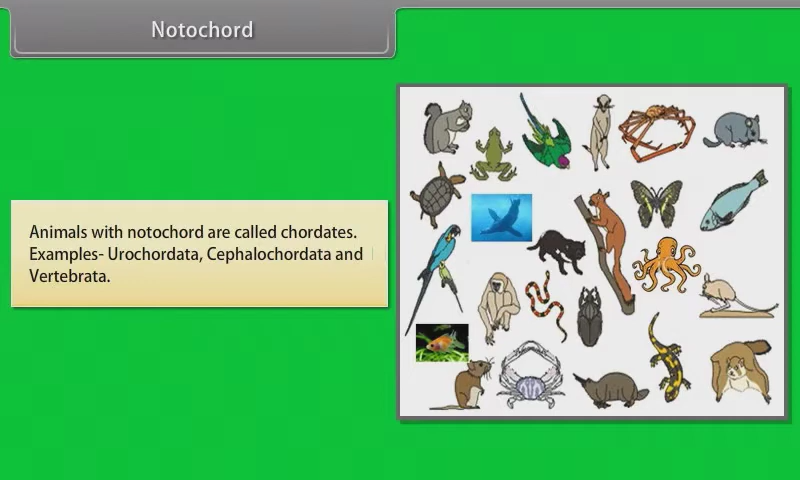 Notochord
Animals with notochord are called chordates.
Examples- Urochordata, Cephalochordata and
Vertebrata.